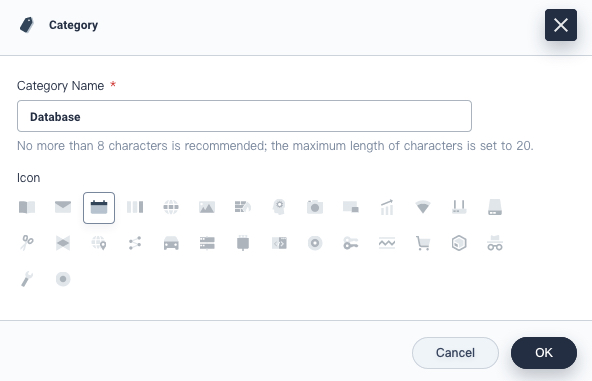 Category
Category Name *
Database
No more than 8 characters is recommended; the maximum length of characters is set to 20.
Icon
Cancel
OK